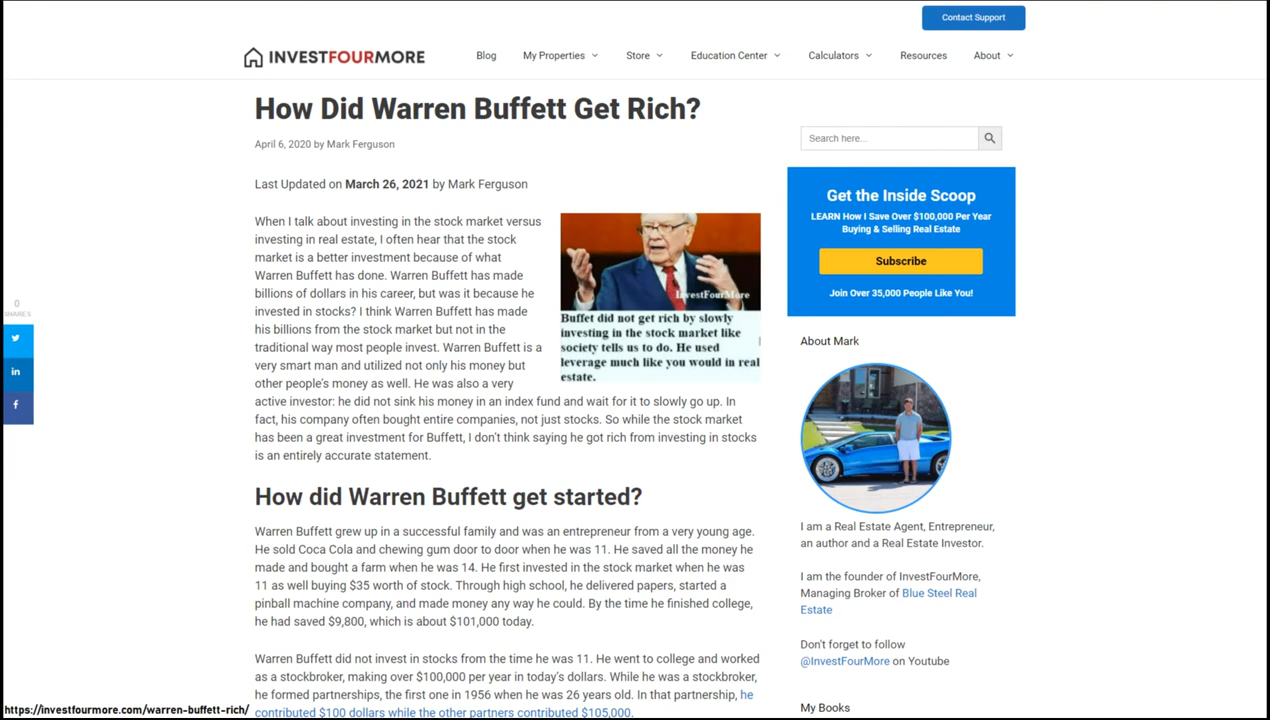 Contact Support
INVESTFOURMORE
Blog
My Properties
Store
Education Center
Calculators
Resources
About
How Did Warren Buffett Get Rich?
April 6, 2020 by Mark Ferguson
Last Updated on March 26, 2021 by Mark Ferguson
When I talk about investing in the stock market versus
investing in real estate, I often hear that the stock
market is a better investment because of what
Warren Buffett has done. Warren Buffett has made
billions of dollars in his career, but was it because he
invested in stocks? I think Warren Buffett has made
his billions from the stock market but not in the
traditional way most people invest. Warren Buffett is a
very smart man and utilized not only his money but
other people's money as well. He was also a very
active investor: he did not sink his money in an index fund and wait for it to slowly go up. In
fact, his company often bought entire companies, not just stocks. So while the stock market
has been a great investment for Buffett, I don't think saying he got rich from investing in stocks
is an entirely accurate statement.
InvestFourMore
Buffet did not get rich by slowly
investing in the stock market like
society tells us to do. He used
leverage much like you would in real
estate.
How did Warren Buffett get started?
Warren Buffett grew up in a successful family and was an entrepreneur from a very young age.
He sold Coca Cola and chewing gum door to door when he was 11. He saved all the money he
made and bought a farm when he was 14. He first invested in the stock market when he was
11 as well buying $35 worth of stock. Through high school, he delivered papers, started a
pinball machine company, and made money any way he could. By the time he finished college,
he had saved $9,800, which is about $101,000 today.
Warren Buffett did not invest in stocks from the time he was 11. He went to college and worked
as a stockbroker, making over $100,000 per year in today's dollars. While he was a stockbroker,
he formed partnerships, the first one in 1956 when he was 26 years old. In that partnership, he
contributed $100 dollars while the other partners contributed $105,000.
Search here...
Get the Inside Scoop
LEARN How I Save Over $100,000 Per Year
Buying & Selling Real Estate
Subscribe
Join Over 35,000 People Like You!
About Mark
I am a Real Estate Agent, Entrepreneur,
an author and a Real Estate Investor.
I am the founder of InvestFourMore,
Managing Broker of Blue Steel Real
Estate
Don't forget to follow
@InvestFourMore on Youtube
My Books
0
SHARES
https://investfourmore.com/warren-buffett-rich/